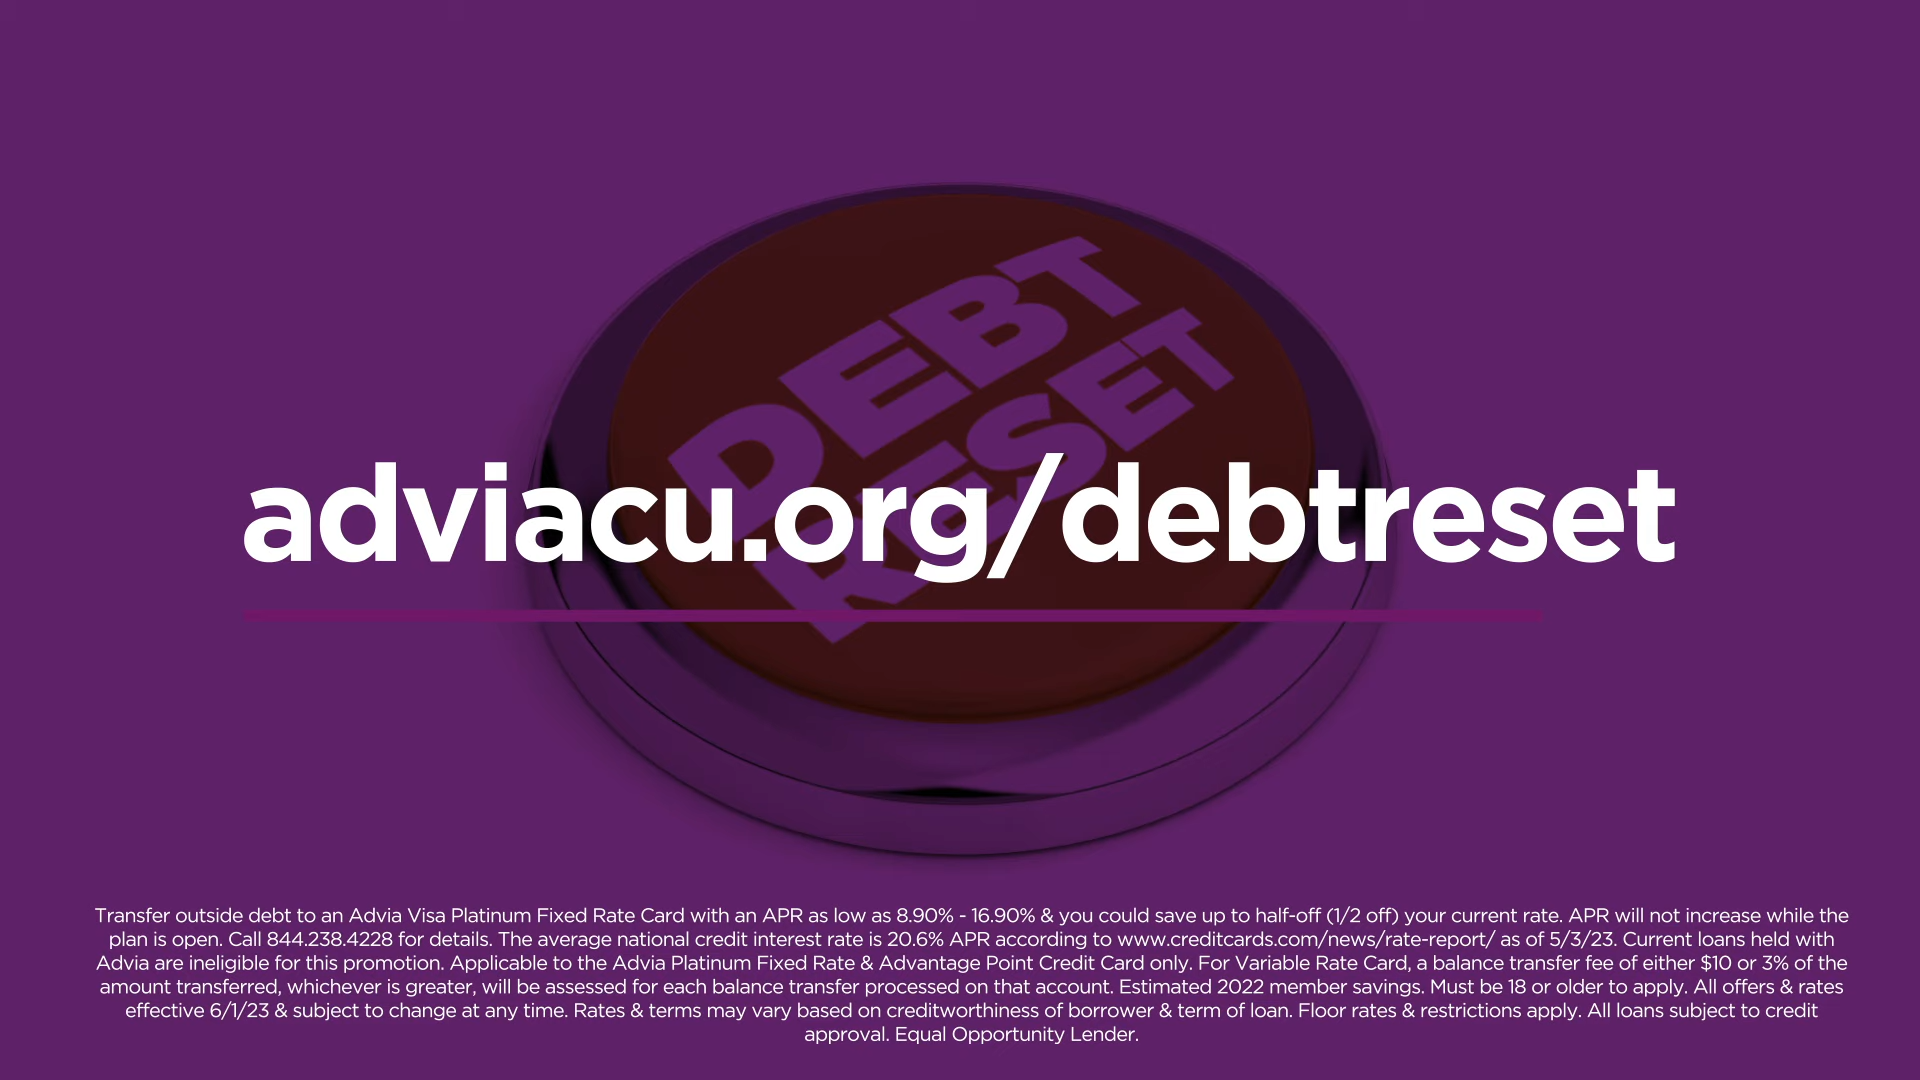 DEBT
RESET
adviacu.org/debtreset
Transfer outside debt to an Advia Visa Platinum Fixed Rate Card with an APR as low as 8.90% - 16.90% & you could save up to half-off (1/2 off) your current rate. APR will not increase while the
plan is open. Call 844.238.4228 for details. The average national credit interest rate is 20.6% APR according to www.creditcards.com/news/rate-report/ as of 5/3/23. Current loans held with
Advia are ineligible for this promotion. Applicable to the Advia Platinum Fixed Rate & Advantage Point Credit Card only. For Variable Rate Card, a balance transfer fee of either $10 or 3% of the
amount transferred, whichever is greater, will be assessed for each balance transfer processed on that account. Estimated 2022 member savings. Must be 18 or older to apply. All offers & rates
effective 6/1/23 & subject to change at any time. Rates & terms may vary based on creditworthiness of borrower & term of loan. Floor rates & restrictions apply. All loans subject to credit
approval. Equal Opportunity Lender.